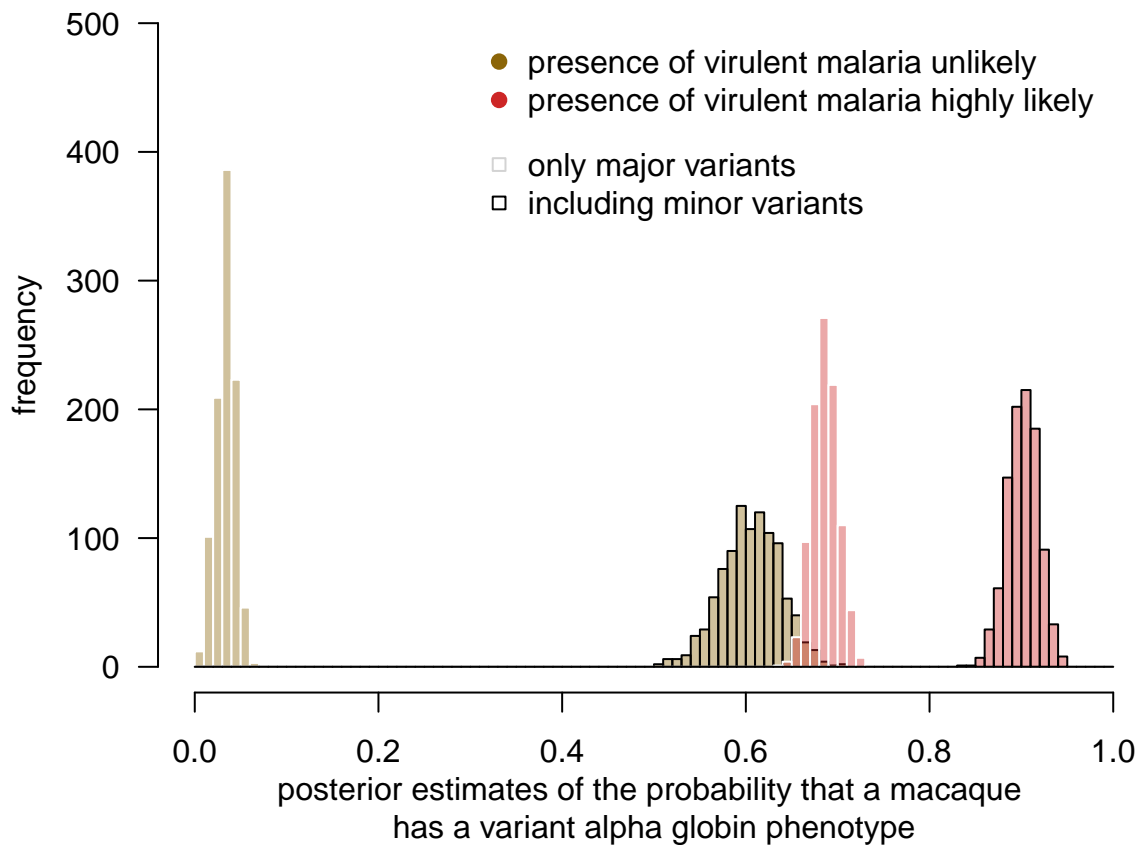 500
400
300
200
100
0
frequency
presence of virulent malaria unlikely
presence of virulent malaria highly likely
only major variants
including minor variants
0.0 0.2 0.4 0.6 0.8 1.0
posterior estimates of the probability that a macaque
has a variant alpha globin phenotype